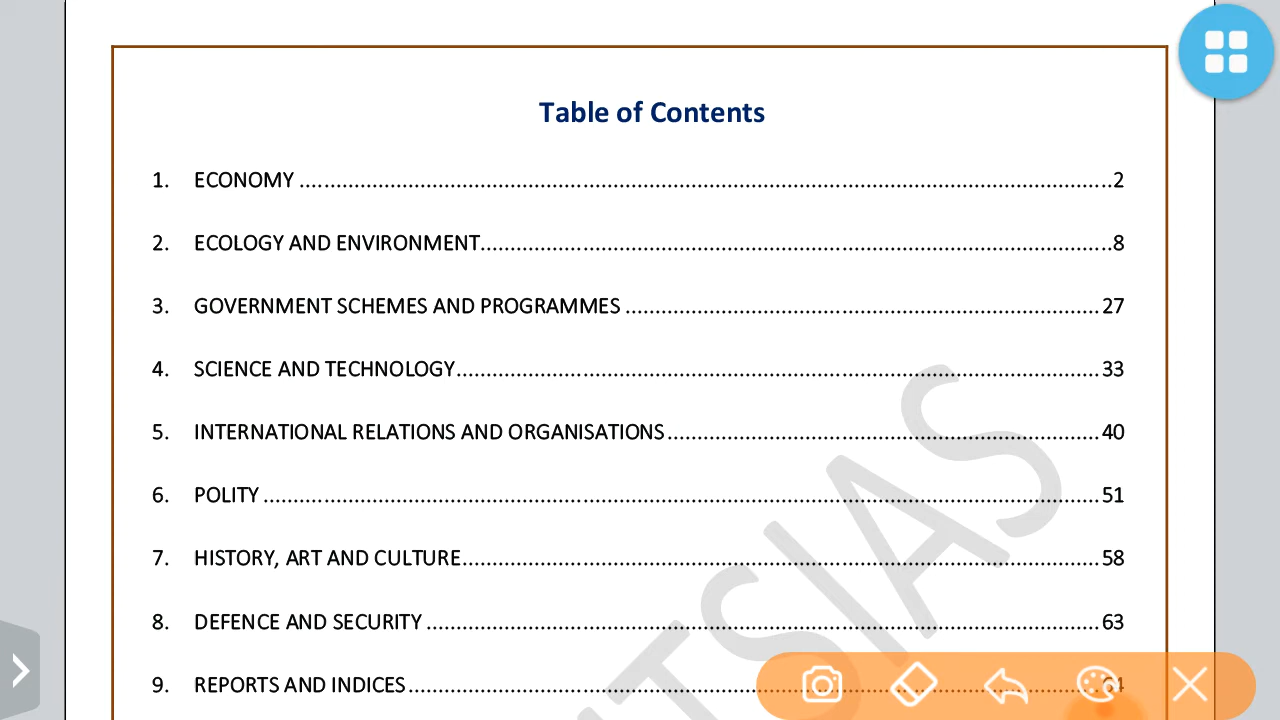 Table of Contents
1. ECONOMY ........................................................................................................................................2
2. ECOLOGY AND ENVIRONMENT.........................................................................................................8
3. GOVERNMENT SCHEMES AND PROGRAMMES ...............................................................................27
4. SCIENCE AND TECHNOLOGY...........................................................................................................33
5. INTERNATIONAL RELATIONS AND ORGANISATIONS........................................................................40
6. POLITY ...........................................................................................................................................51
7. HISTORY, ART AND CULTURE..........................................................................................................58
8. DEFENCE AND SECURITY ................................................................................................................63
9. REPORTS AND INDICES...................................................................................................................64
TSIAS